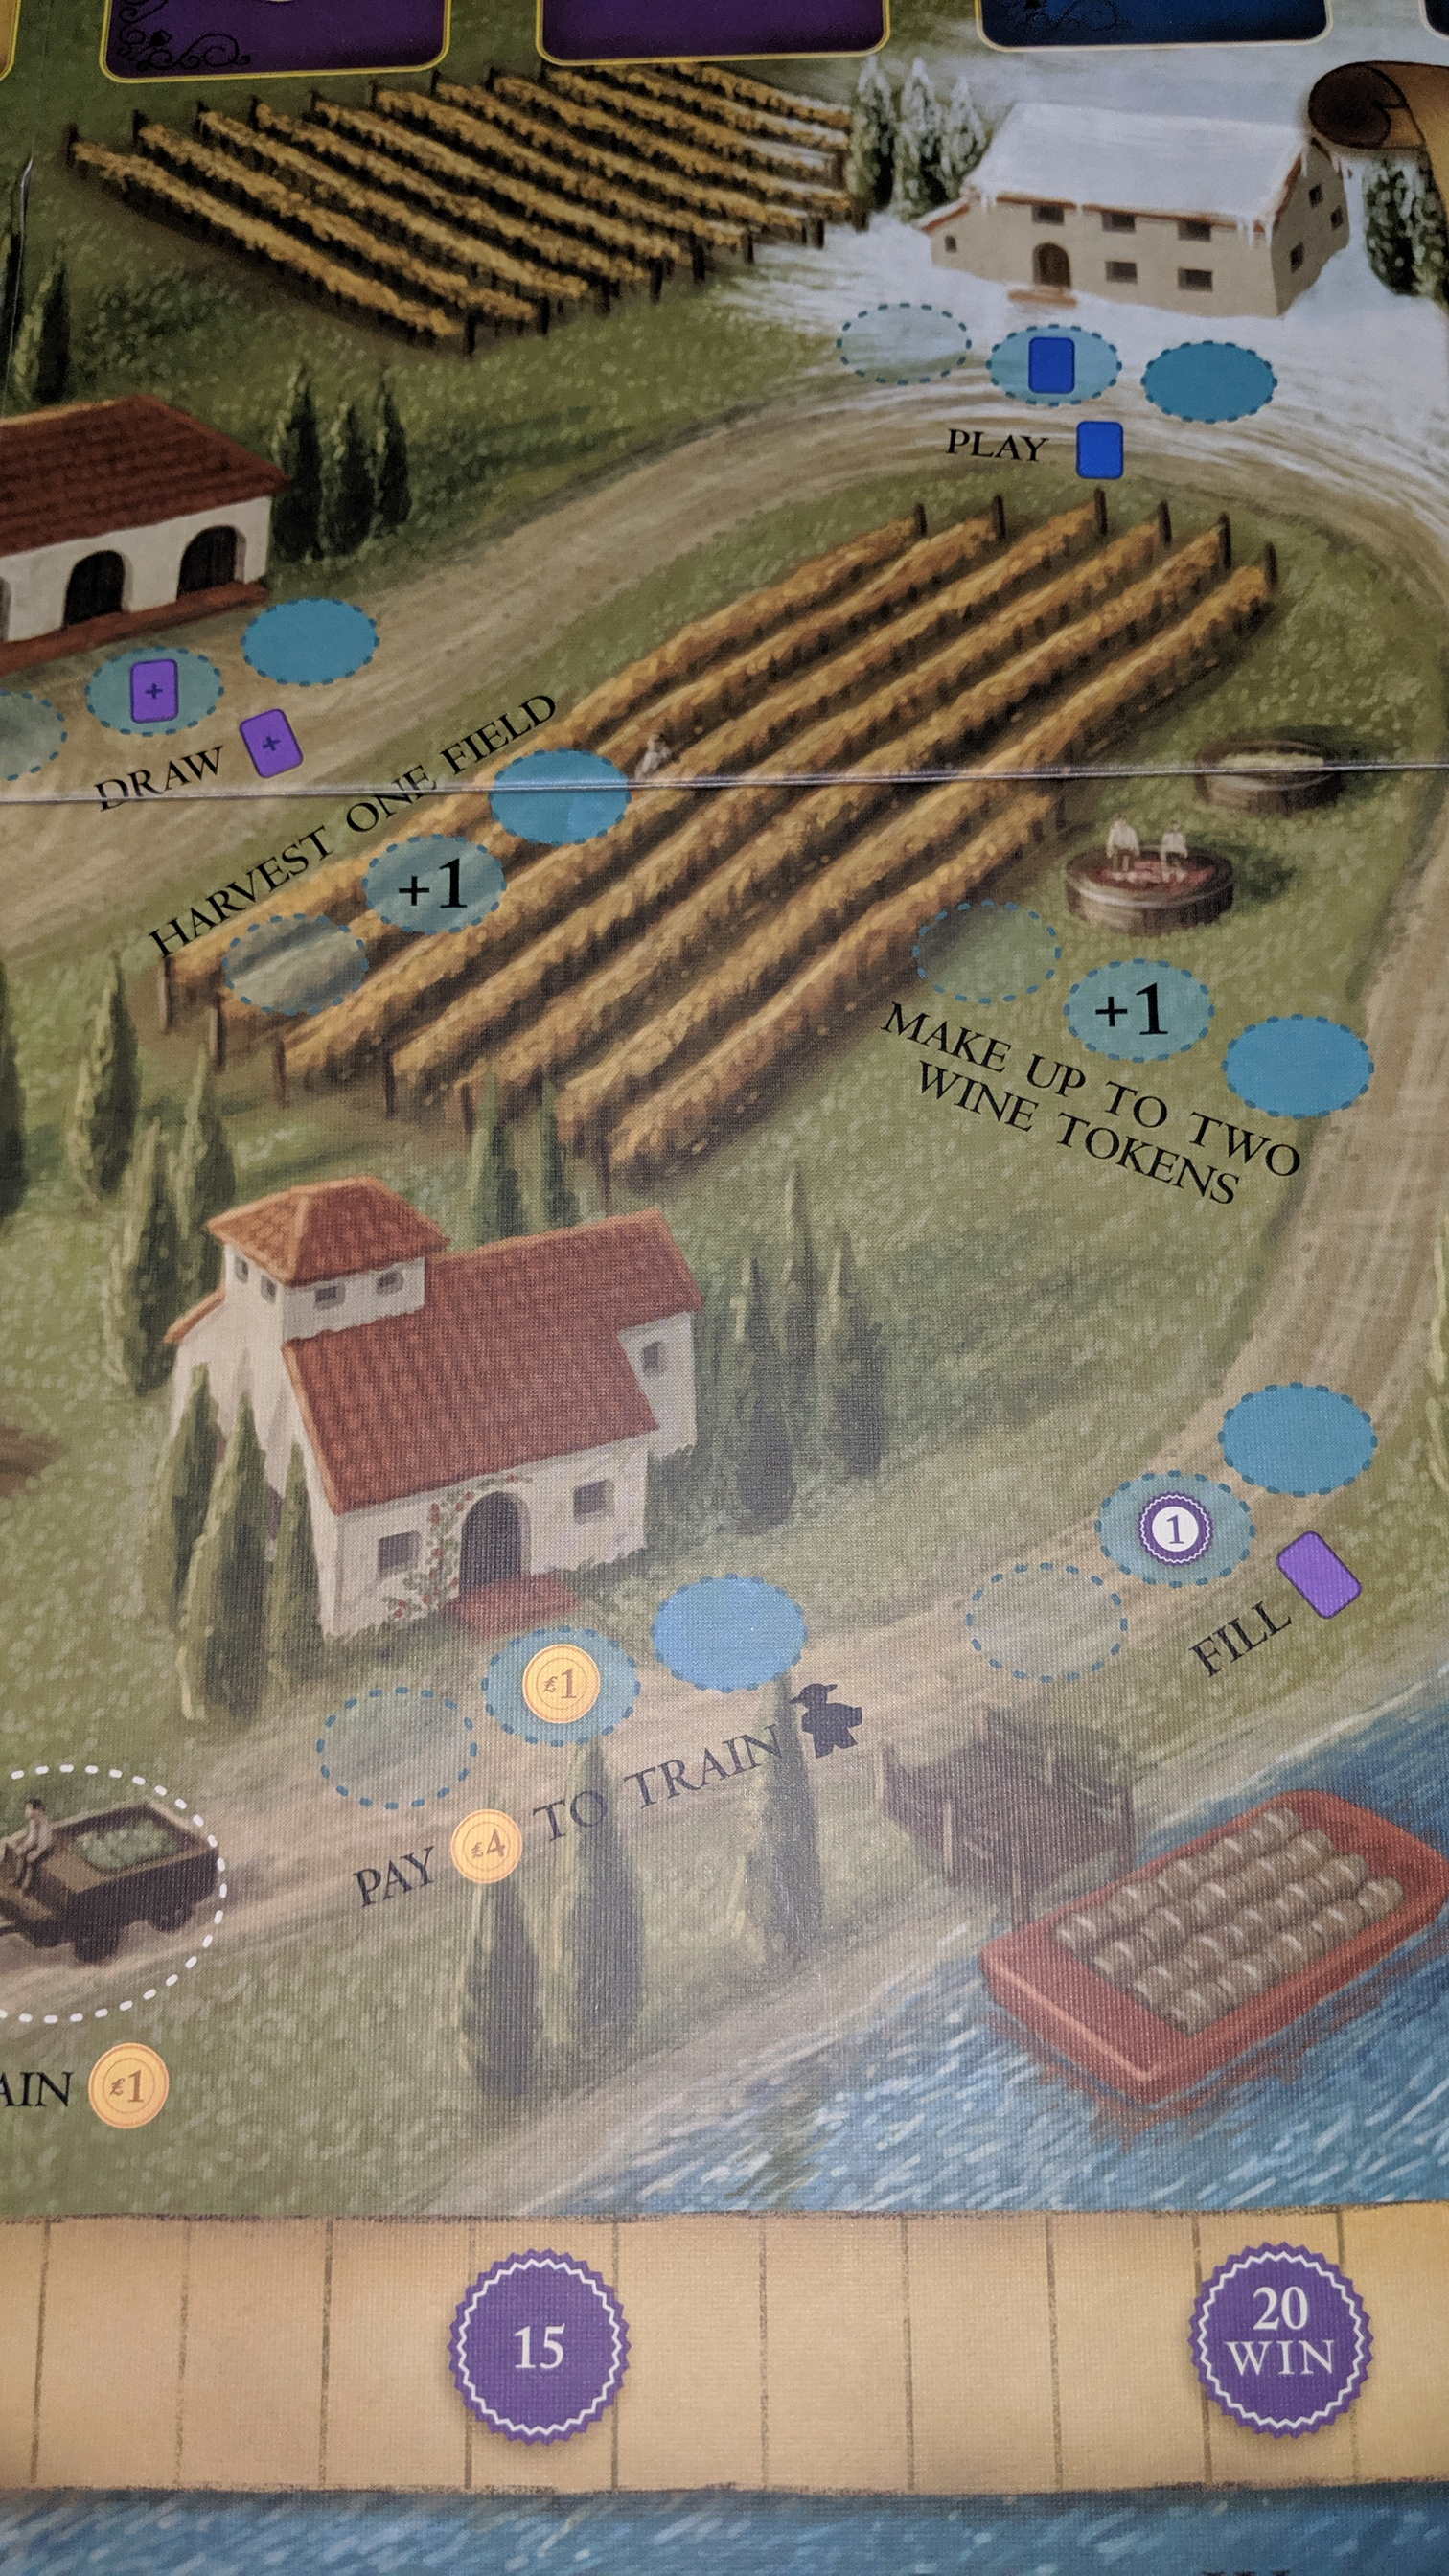 PLAY
+
DRAW +
HARVEST ONE FIELD
+1
+1
MAKE UP TO TWO
WINE TOKENS
1
FILL
£1
PAY £4 TO TRAIN
AIN £1
15
20
WIN